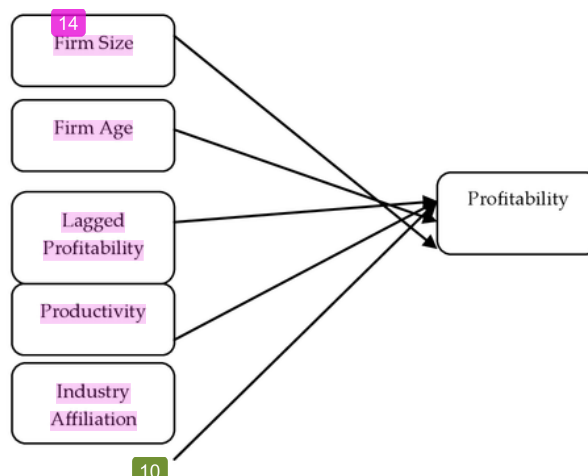 14
Firm Size
Firm Age
Lagged
Profitability
Productivity
Industry
Affiliation
Profitability
10